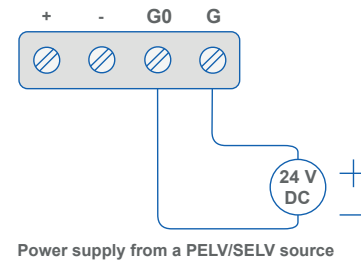 + - G0 G
24 V
DC
+
-
Power supply from a PELV/SELV source